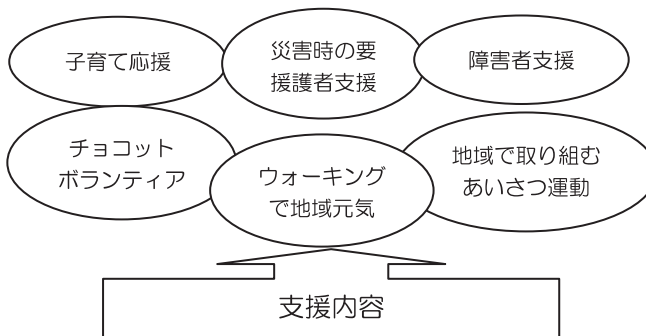 子育て応援
災害時の要
援護者支援
障害者支援
チョコット
ボランティア
ウォーキング
で地域元気
地域で取り組む
あいさつ運動
支援内容